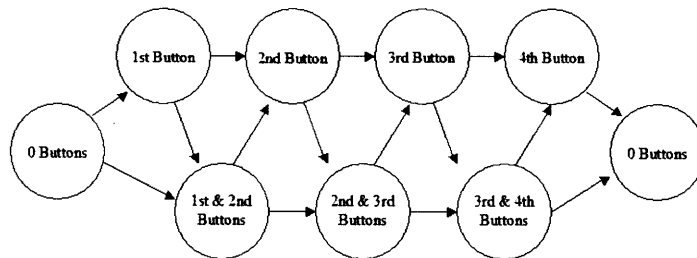 1st Button
2nd Button
3rd Button
4th Button
0 Buttons
0 Buttons
1st & 2nd
Buttons
2nd & 3rd
Buttons
3rd & 4th
Buttons